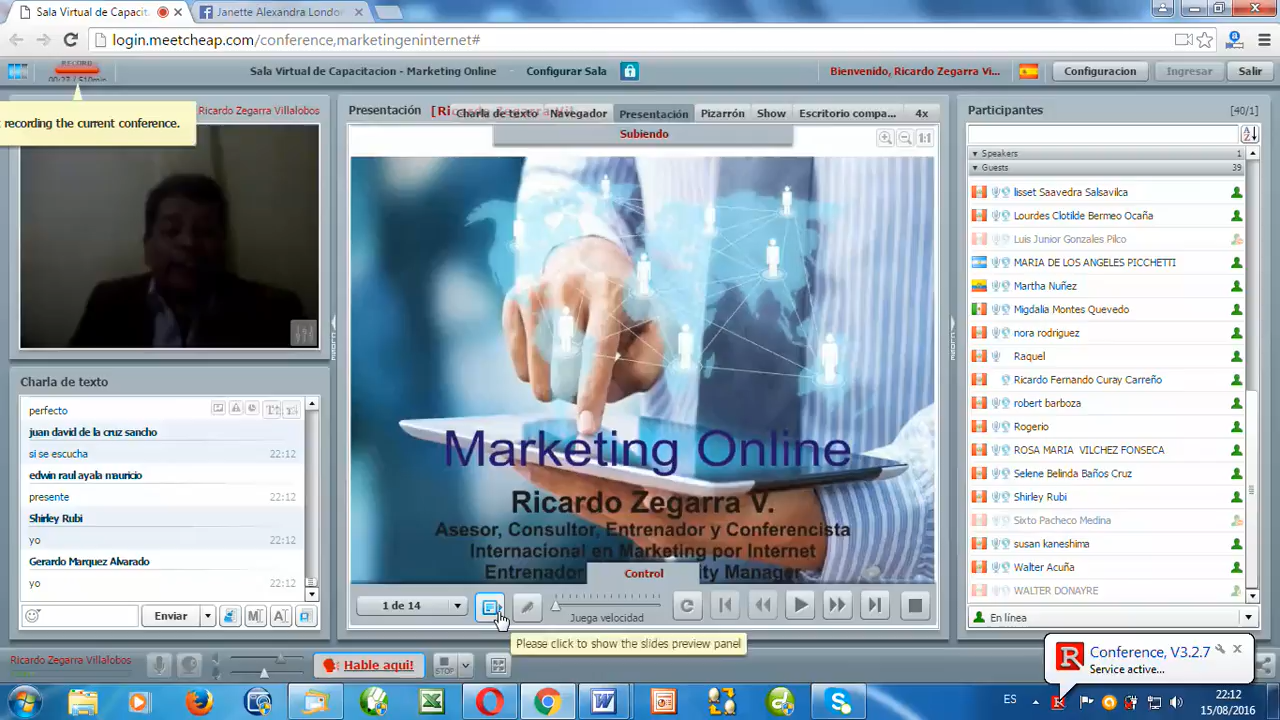 Sala Virtual de Capacit...
Janette Alexandra Londo
login.meetcheap.com/conference,marketingeninternet#
RECORD
Sala Virtual de Capacitacion - Marketing Online
Configurar Sala
Bienvenido, Ricardo Zegarra Vi...
Configuracion
Ingresar
Salir
recording the current conference.
Ricardo Zegarra Villalobos
Presentación
Charla de texto
Navegador
Presentación
Pizarrón
Show
Escritorio compa...
4x
Subiendo
1:1
Marketing Online
Ricardo Zegarra V.
Asesor, Consultor, Entrenador y Conferencista
Internacional en Marketing por Internet
Entrenador
ity Manager
Control
1 de 14
Juega velocidad
Please click to show the slides preview panel
Charla de texto
perfecto
juan david de la cruz sancho
si se escucha 22:12
edwin raul ayala mauricio
presente 22:12
Shirley Rubi
yo 22:12
Gerardo Marquez Alvarado
yo 22:12
Enviar
Participantes
[40/1]
Speakers 1
Guests 39
lisset Saavedra Salsavilca
Lourdes Clotilde Bermeo Ocaña
Luis Junior Gonzales Pilco
MARIA DE LOS ANGELES PICCHETTI
Martha Nuñez
Migdalia Montes Quevedo
nora rodriguez
Raquel
Ricardo Fernando Curay Carreño
robert barboza
Rogerio
ROSA MARIA VILCHEZ FONSECA
Selene Belinda Baños Cruz
Shirley Rubi
Sixto Pacheco Medina
susan kaneshima
Walter Acuña
WALTER DONAYRE
En línea
Ricardo Zegarra Villalobos
Hable aqui!
STOP
Conference, V3.2.7
Service active...
ES
22:12
15/08/2016